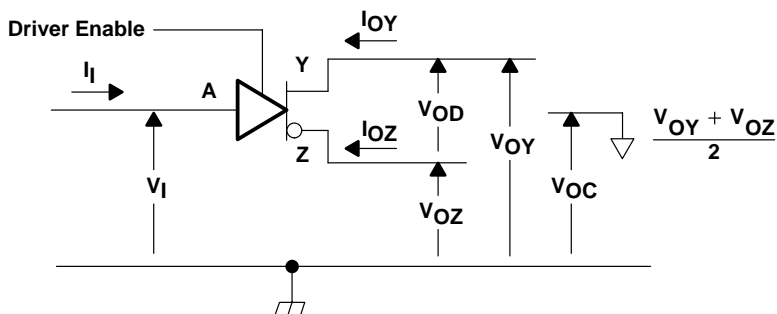 Driver Enable
IOY
II
A
Y
IOZ
Z
VI
VOD
VOY
VOZ
VOC
VOY + VOZ
2